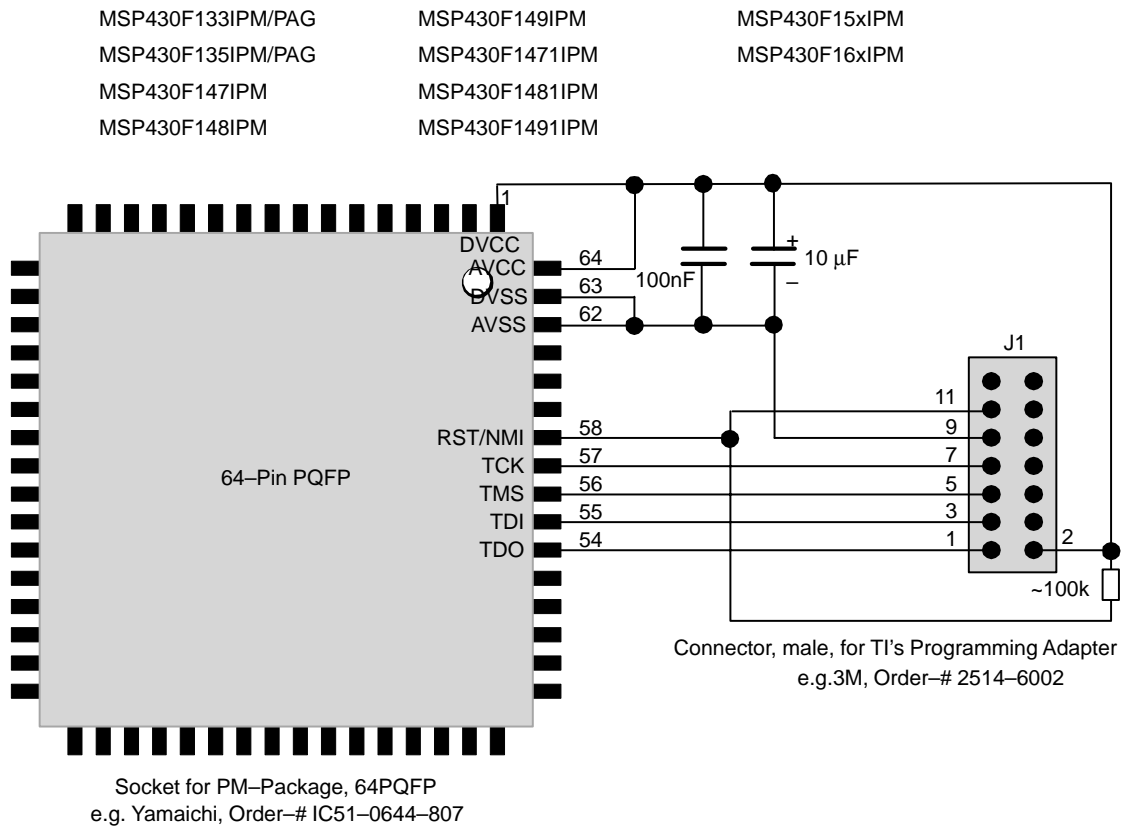 MSP430F133IPM/PAG MSP430F149IPM MSP430F15xIPM
MSP430F135IPM/PAG MSP430F1471IPM MSP430F16xIPM
MSP430F147IPM MSP430F1481IPM
MSP430F148IPM MSP430F1491IPM
1
DVCC
AVCC 64
DVSS 63
AVSS 62
100nF
+
10 μF
–
J1
11
RST/NMI 58 9
TCK 57 7
64–Pin PQFP
TMS 56 5
TDI 55 3
TDO 54 1 2
~100k
Connector, male, for TI's Programming Adapter
e.g.3M, Order–# 2514–6002
Socket for PM–Package, 64PQFP
e.g. Yamaichi, Order–# IC51–0644–807